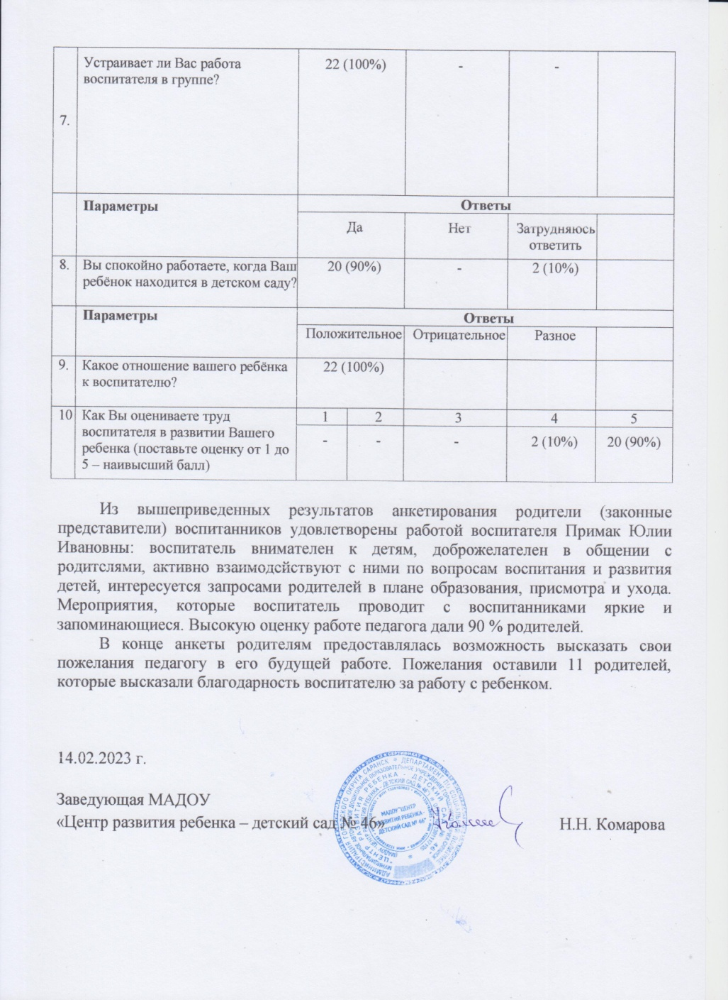 7.
Устраивает ли Вас работа
воспитателя в группе?
22 (100%)
-
-
Параметры
Ответы
Да
Нет
Затрудняюсь
ответить
8.
Вы спокойно работаете, когда Ваш
ребёнок находится в детском саду?
20 (90%)
-
2 (10%)
Параметры
Ответы
Положительное
Отрицательное
Разное
9.
Какое отношение вашего ребёнка
к воспитателю?
22 (100%)
10
Как Вы оцениваете труд
воспитателя в развитии Вашего
ребенка (поставьте оценку от 1 до
5 – наивысший балл)
1
2
3
4
5
-
-
-
2 (10%)
20 (90%)
Из вышеприведенных результатов анкетирования родители (законные
представители) воспитанников удовлетворены работой воспитателя Примак Юлии
Ивановны: воспитатель внимателен к детям, доброжелателен в общении с
родителями, активно взаимодействуют с ними по вопросам воспитания и развития
детей, интересуется запросами родителей в плане образования, присмотра и ухода.
Мероприятия, которые воспитатель проводит с воспитанниками яркие и
запоминающиеся. Высокую оценку работе педагога дали 90 % родителей.
В конце анкеты родителям предоставлялась возможность высказать свои
пожелания педагогу в его будущей работе. Пожелания оставили 11 родителей,
которые высказали благодарность воспитателю за работу с ребенком.
14.02.2023 г.
Заведующая МАДОУ
«Центр развития ребенка – детский сад № 46»
Н.Н. Комарова
МАДОУ "ЦЕНТР
РАЗВИТИЯ РЕБЕНКА -
ДЕТСКИЙ САД № 46"